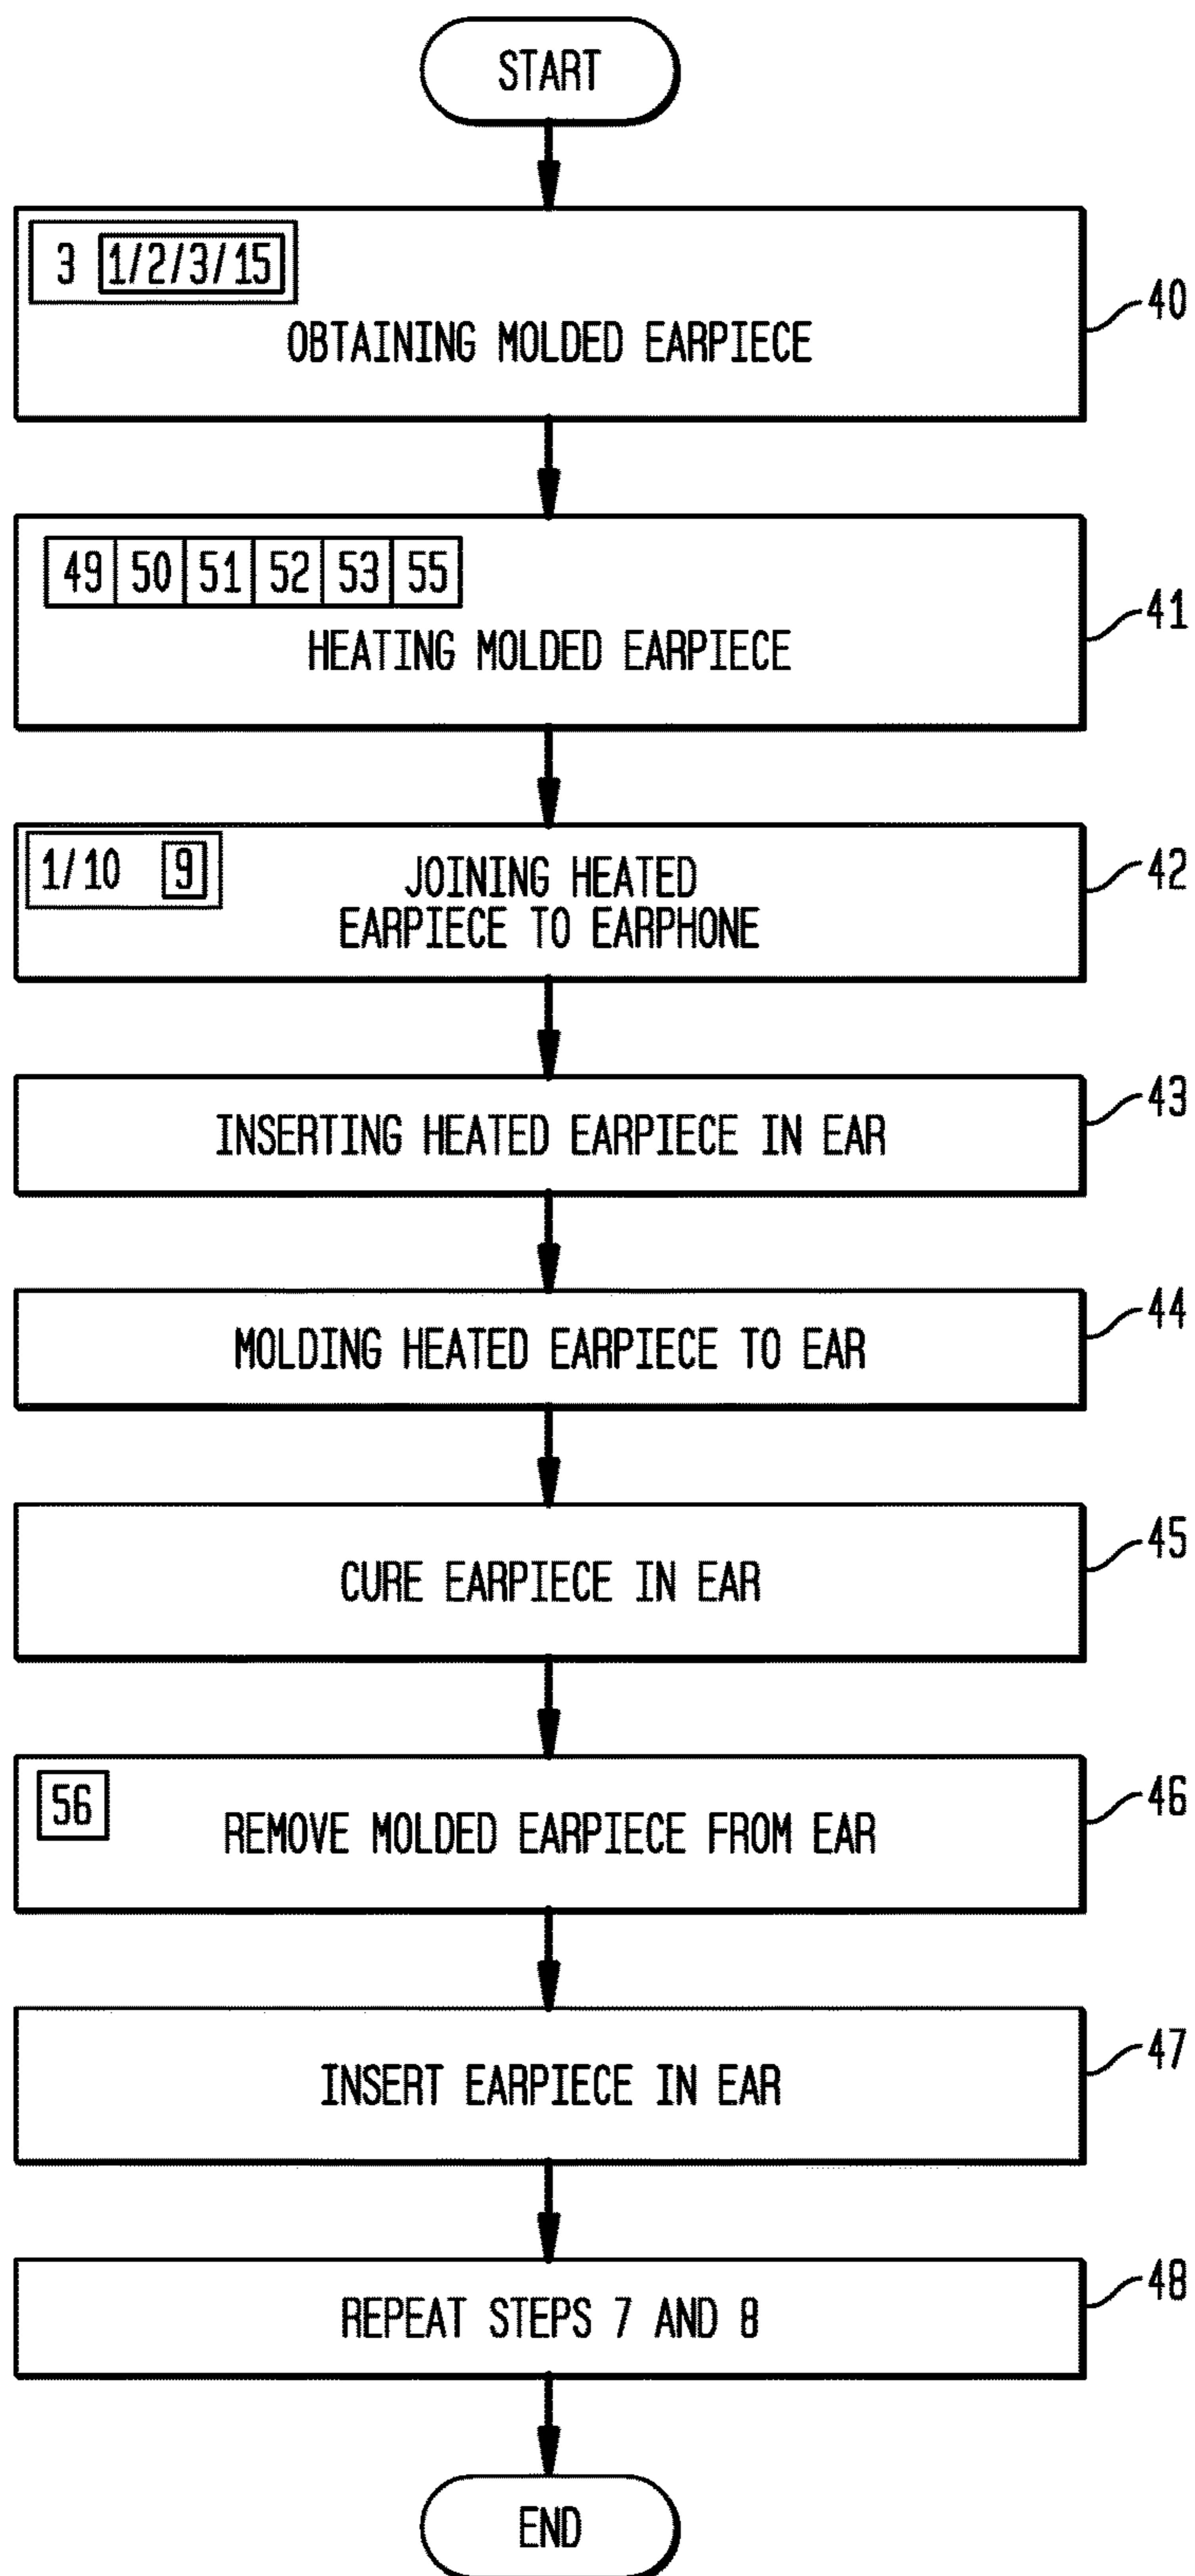 START
3 1/2/3/15
OBTAINING MOLDED EARPIECE
40
49 50 51 52 53 55
HEATING MOLDED EARPIECE
41
1/10 9
JOINING HEATED
EARPIECE TO EARPHONE
42
INSERTING HEATED EARPIECE IN EAR
43
MOLDING HEATED EARPIECE TO EAR
44
CURE EARPIECE IN EAR
45
56
REMOVE MOLDED EARPIECE FROM EAR
46
INSERT EARPIECE IN EAR
47
REPEAT STEPS 7 AND 8
48
END